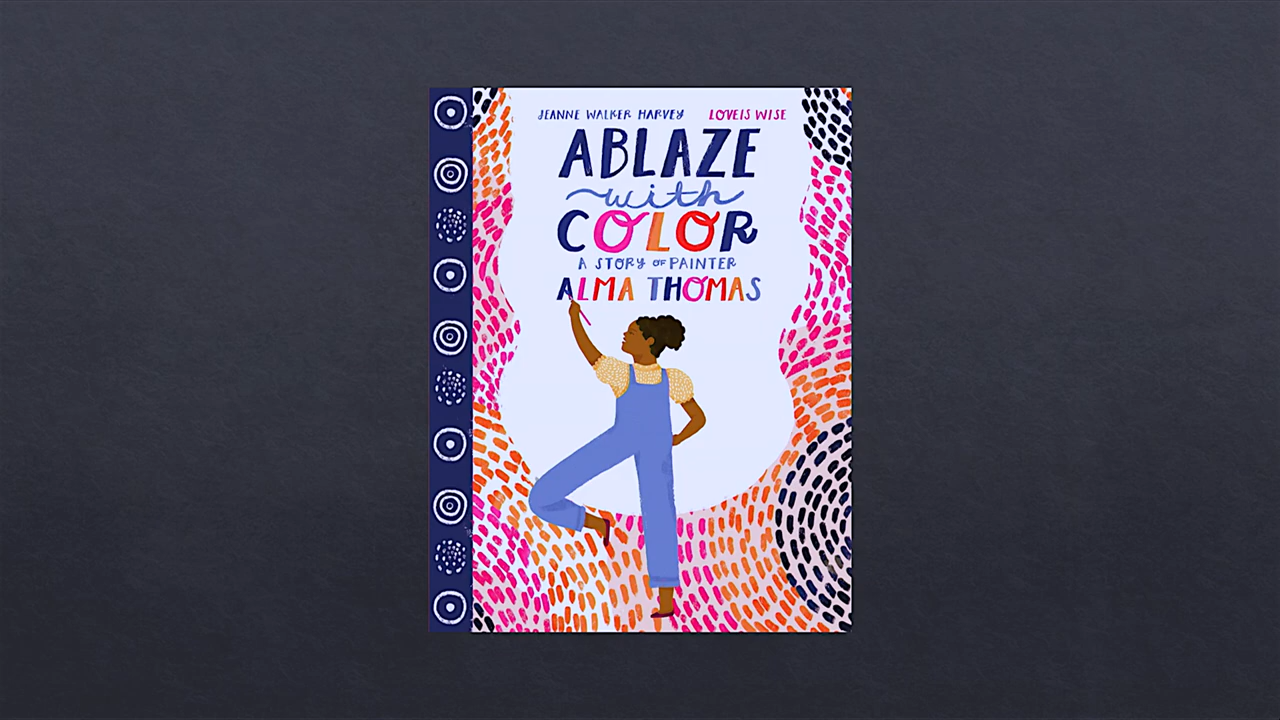 JEANNE WALKER HARVEY LOVEIS WISE
ABLAZE
with
COLOR
A STORY OF PAINTER
ALMA THOMAS